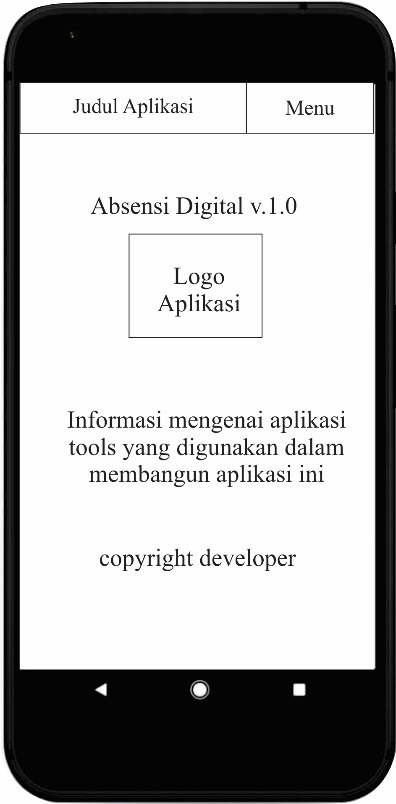 Judul Aplikasi
Menu
Absensi Digital v.1.0
Logo
Aplikasi
Informasi mengenai aplikasi
tools yang digunakan dalam
membangun aplikasi ini
copyright developer